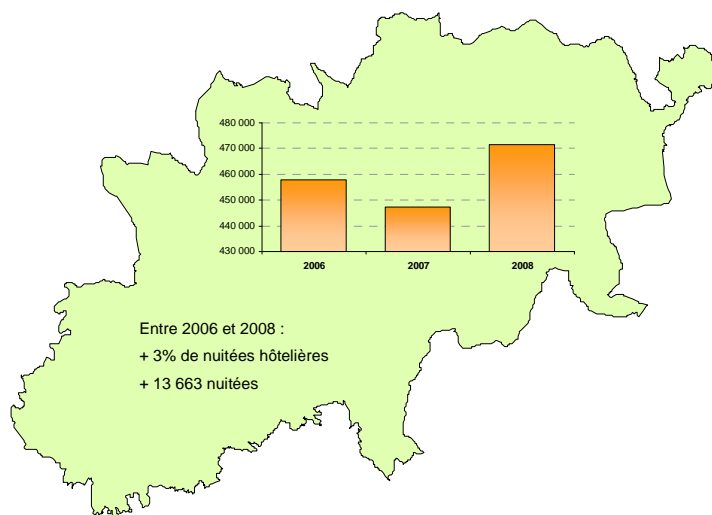 480 000
470 000
460 000
450 000
440 000
430 000
2006 2007 2008
Entre 2006 et 2008 :
+ 3% de nuitées hôtelières
+ 13 663 nuitées